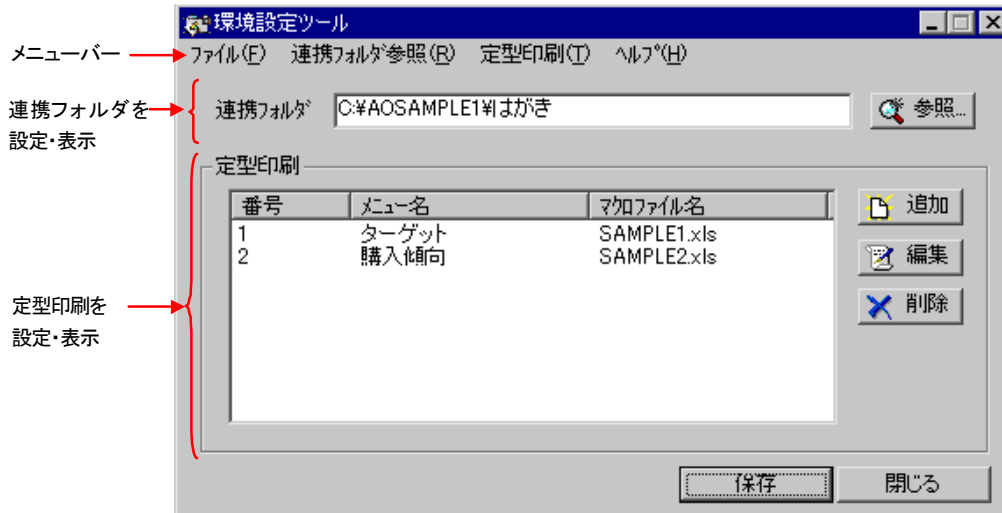 環境設定ツール
メニューバー
ﾌｧｲﾙ(F) 連携ﾌｫﾙﾀﾞ参照(R) 定型印刷(T) ﾍﾙﾌﾟ(H)
連携フォルダを
設定・表示
連携ﾌｫﾙﾀﾞ C:¥AOSAMPLE1¥はがき 参照...
定型印刷
番号 ﾒﾆｭｰ名 ﾏｸﾛﾌｧｲﾙ名
1 ターゲット SAMPLE1.xls
2 購入傾向 SAMPLE2.xls
追加
編集
削除
定型印刷を
設定・表示
保存 閉じる